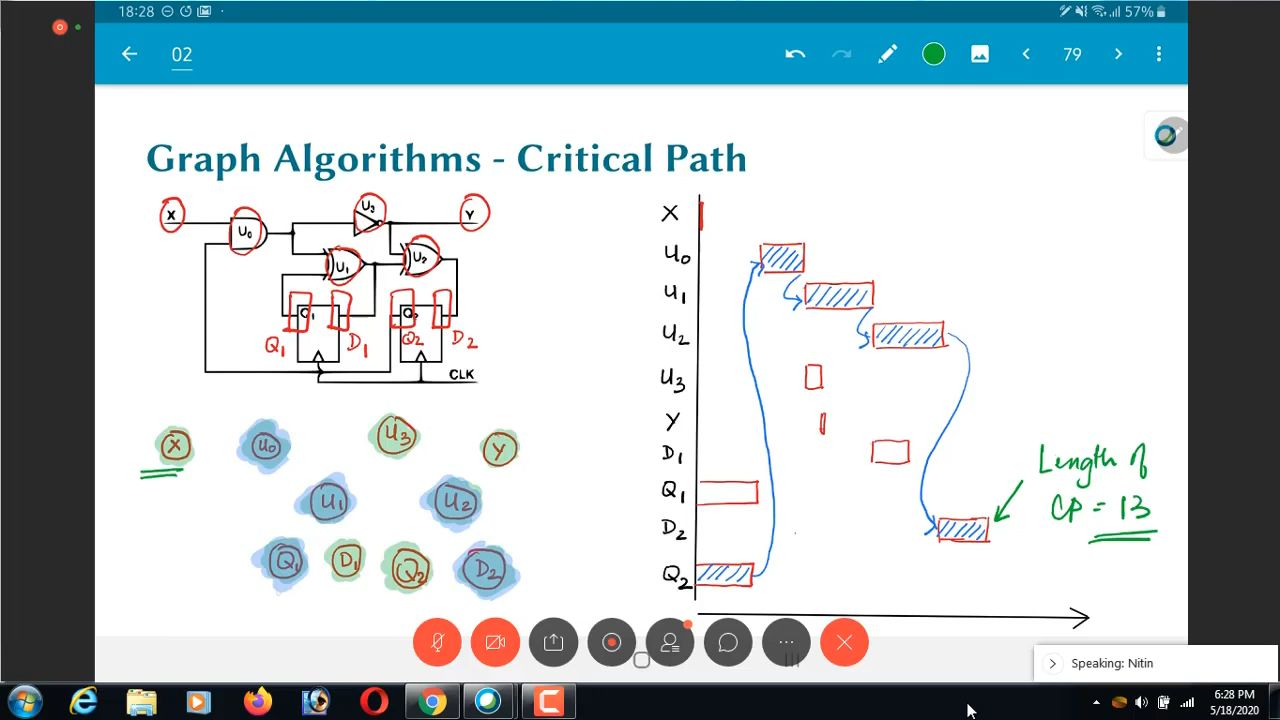 18:28
57%
02
79
Graph Algorithms - Critical Path
X
U₀
U₃
Y
U₁
U₂
Q₁
D₁
Q₂
D₂
CLK
X
U₀
U₃
Y
U₁
U₂
Q₁
D₁
Q₂
D₂
X
U₀
U₁
U₂
U₃
Y
D₁
Q₁
D₂
Q₂
Length of
CP = 13
Speaking: Nitin
6:28 PM
5/18/2020